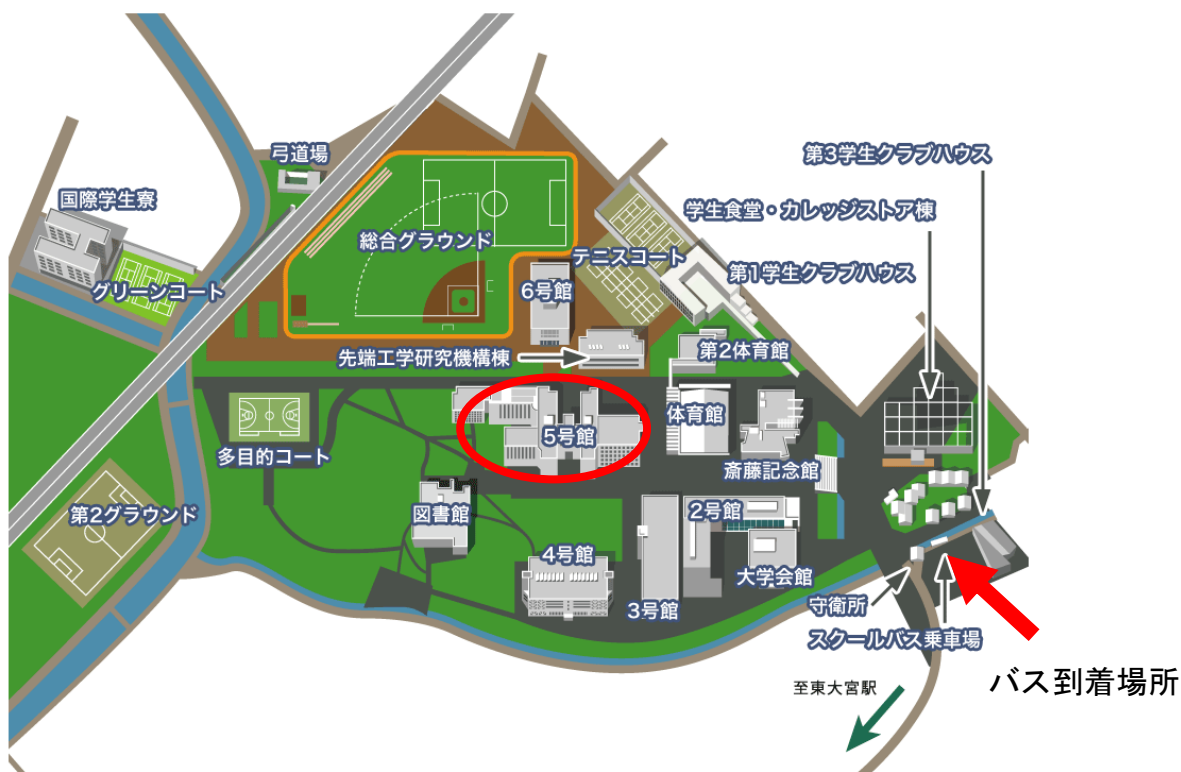 弓道場
第3学生クラブハウス
国際学生寮
学生食堂・カレッジストア棟
総合グラウンド
テニスコート
第1学生クラブハウス
グリーンコート
6号館
先端工学研究機構棟
第2体育館
体育館
5号館
多目的コート
斎藤記念館
第2グラウンド
図書館
2号館
4号館
大学会館
3号館
守衛所
スクールバス乗車場
至東大宮駅
バス到着場所